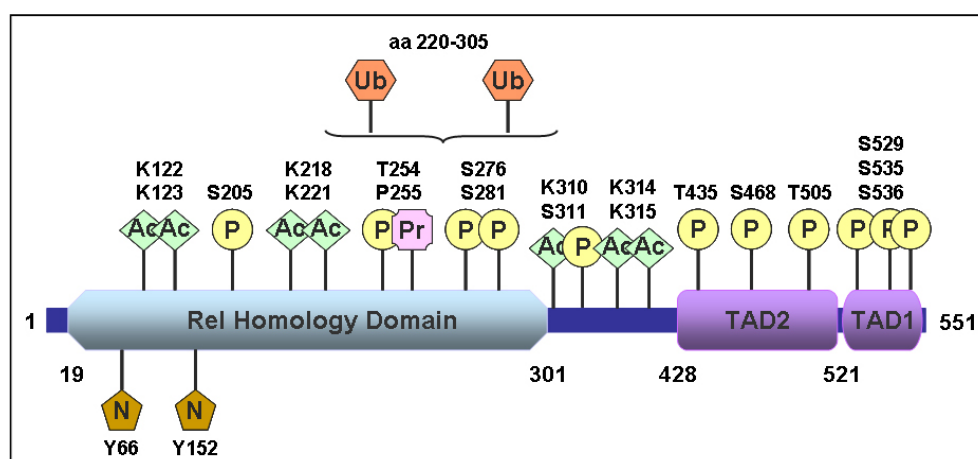 aa 220-305
Ub Ub
S529
K122 K218 T254 S276 S535
K123 S205 K221 P255 S281 K310 K314 T435 S468 T505 S536
S311 K315
Ac Ac P Ac Ac P Pr P P Ac P Ac Ac P P P P P P
1 Rel Homology Domain TAD2 TAD1 551
19 301 428 521
N N
Y66 Y152